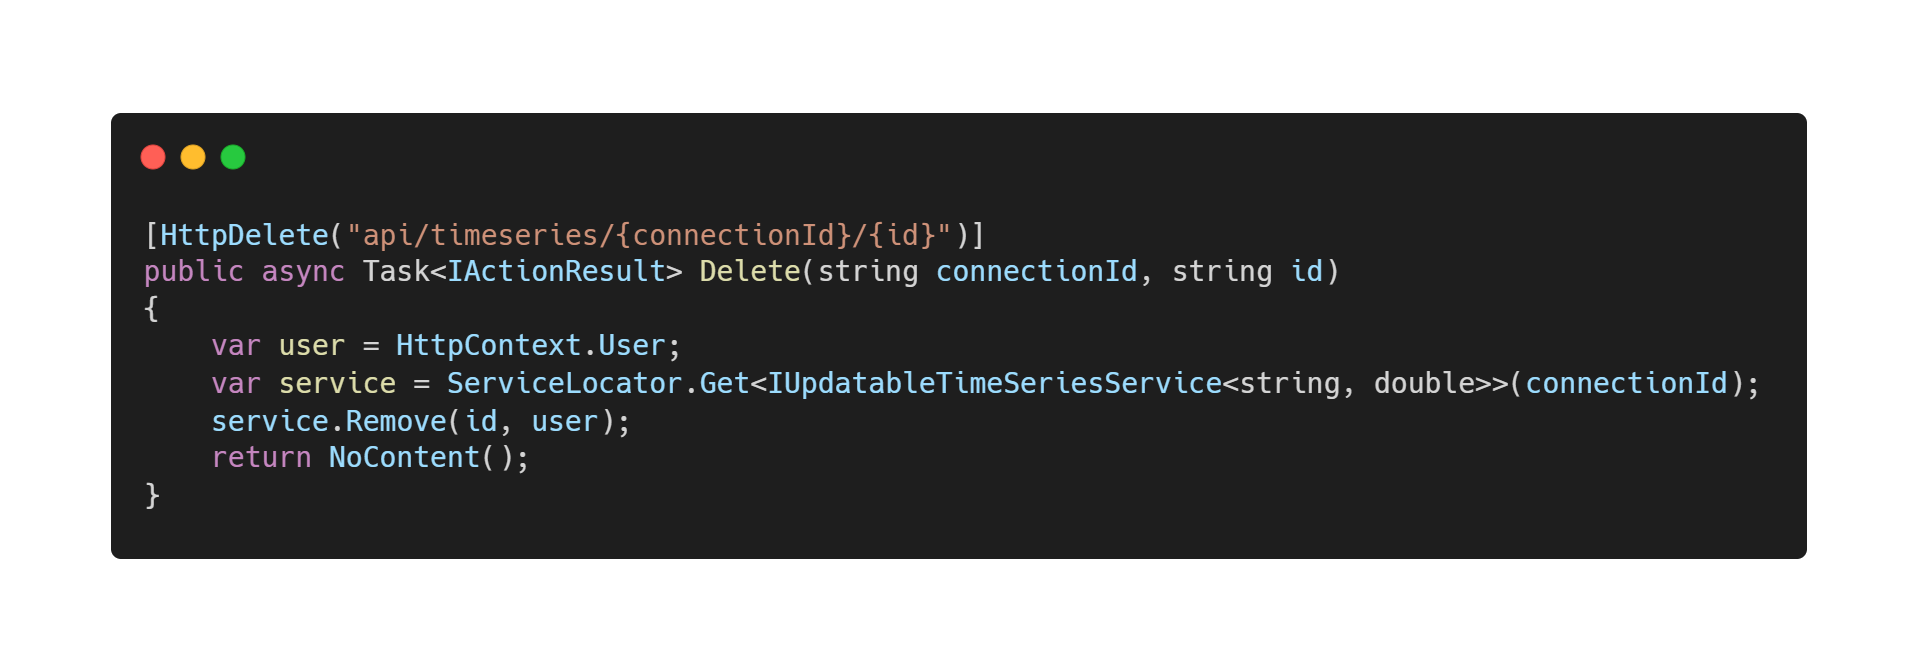 [HttpDelete("api/timeseries/{connectionId}/{id}")]
public async Task<IActionResult> Delete(string connectionId, string id)
{
    var user = HttpContext.User;
    var service = ServiceLocator.Get<IUpdatableTimeSeriesService<string, double>>(connectionId);
    service.Remove(id, user);
    return NoContent();
}